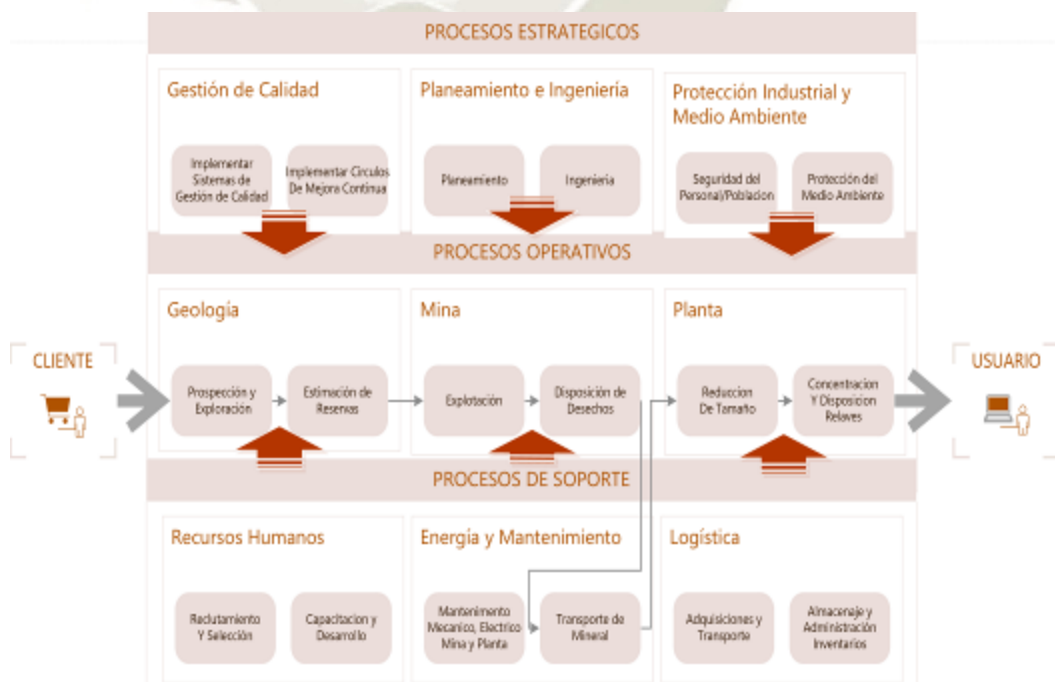 PROCESOS ESTRATEGICOS
Gestión de Calidad
Implementar
Sistemas de
Gestión de Calidad
Implementar Circulos
De Mejora Continua
Planeamiento e Ingeniería
Planeamiento
Ingenieria
Protección Industrial y
Medio Ambiente
Seguridad del
Personal/Poblacion
Protección del
Medio Ambiente
PROCESOS OPERATIVOS
CLIENTE
Geología
Prospección y
Exploración
Estimación de
Reservas
Mina
Explotación
Disposición de
Desechos
Planta
Reduccion
De Tamaño
Concentracion
Y Disposicion
Relaves
USUARIO
PROCESOS DE SOPORTE
Recursos Humanos
Reclutamiento
Y Selección
Capacitacion y
Desarrollo
Energía y Mantenimiento
Mantenimento
Mecanico, Electrico
Mina y Planta
Transporte de
Mineral
Logística
Adquisiciones y
Transporte
Almacenaje y
Administración
Inventarios